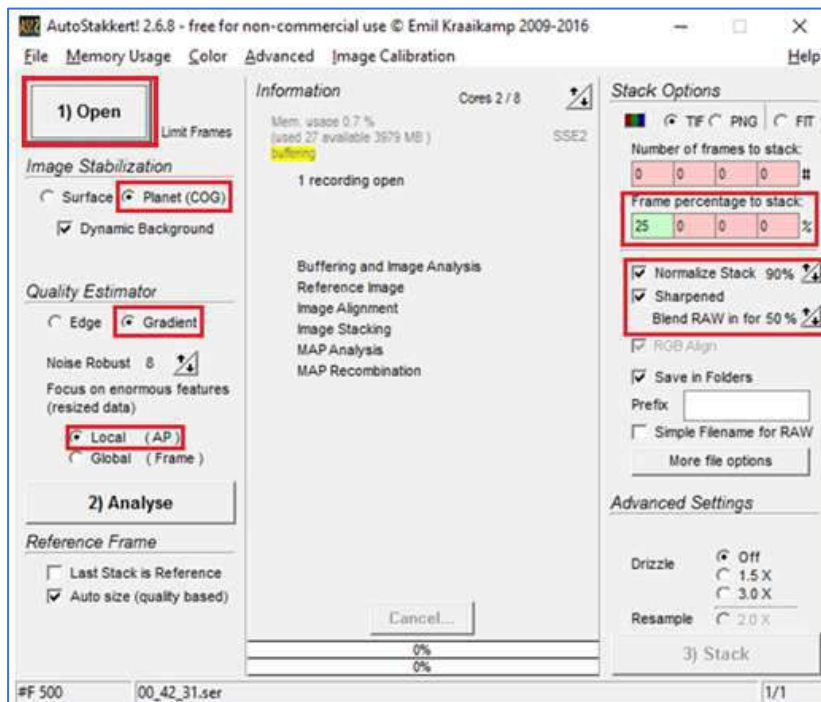 AutoStakkert! 2.6.8 - free for non-commercial use © Emil Kraaikamp 2009-2016
File Memory Usage Color Advanced Image Calibration Help
1) Open
Limit Frames
Image Stabilization
Surface Planet (COG)
Dynamic Background
Quality Estimator
Edge Gradient
Noise Robust 8
Focus on enormous features
(resized data)
Local (AP)
Global (Frame)
2) Analyse
Reference Frame
Last Stack is Reference
Auto size (quality based)
Information Cores 2 / 8
Mem. usage 0.7 %
(used 27 available 3979 MB ) SSE2
buffering
1 recording open
Buffering and Image Analysis
Reference Image
Image Alignment
Image Stacking
MAP Analysis
MAP Recombination
Cancel...
0%
0%
Stack Options
TIF PNG FIT
Number of frames to stack:
0 0 0 0 #
Frame percentage to stack:
25 0 0 0 %
Normalize Stack 90%
Sharpened
Blend RAW in for 50 %
RGB Align
Save in Folders
Prefix
Simple Filename for RAW
More file options
Advanced Settings
Drizzle Off
1.5 X
3.0 X
Resample 2.0 X
3) Stack
#F 500 00_42_31.ser 1/1